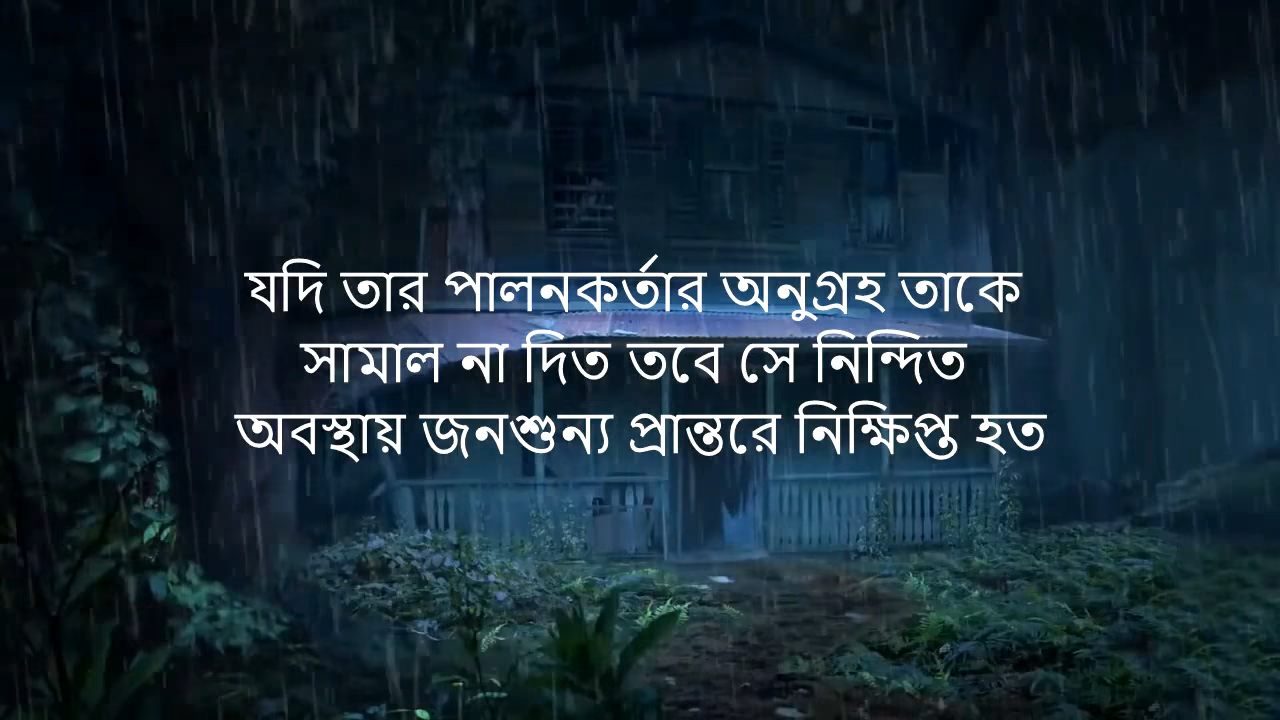 যদি তার পালনকর্তার অনুগ্রহ তাকে
সামাল না দিত তবে সে নিন্দিত
অবস্থায় জনশুন্য প্রান্তরে নিক্ষিপ্ত হত